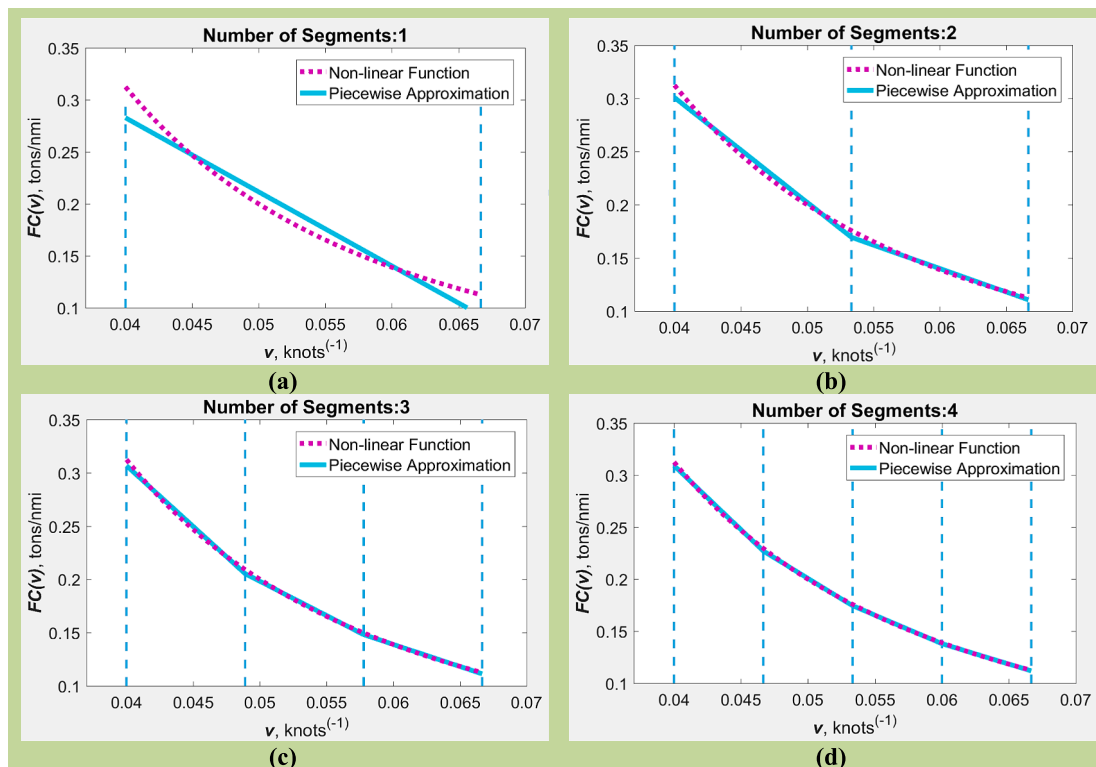 Number of Segments:1
0.35
0.3
0.25
0.2
0.15
0.1
FC(v), tons/nmi
Non-linear Function
Piecewise Approximation
0.04 0.045 0.05 0.055 0.06 0.065 0.07
v, knots(-1)
(a)
Number of Segments:2
0.35
0.3
0.25
0.2
0.15
0.1
FC(v), tons/nmi
Non-linear Function
Piecewise Approximation
0.04 0.045 0.05 0.055 0.06 0.065 0.07
v, knots(-1)
(b)
Number of Segments:3
0.35
0.3
0.25
0.2
0.15
0.1
FC(v), tons/nmi
Non-linear Function
Piecewise Approximation
0.04 0.045 0.05 0.055 0.06 0.065 0.07
v, knots(-1)
(c)
Number of Segments:4
0.35
0.3
0.25
0.2
0.15
0.1
FC(v), tons/nmi
Non-linear Function
Piecewise Approximation
0.04 0.045 0.05 0.055 0.06 0.065 0.07
v, knots(-1)
(d)